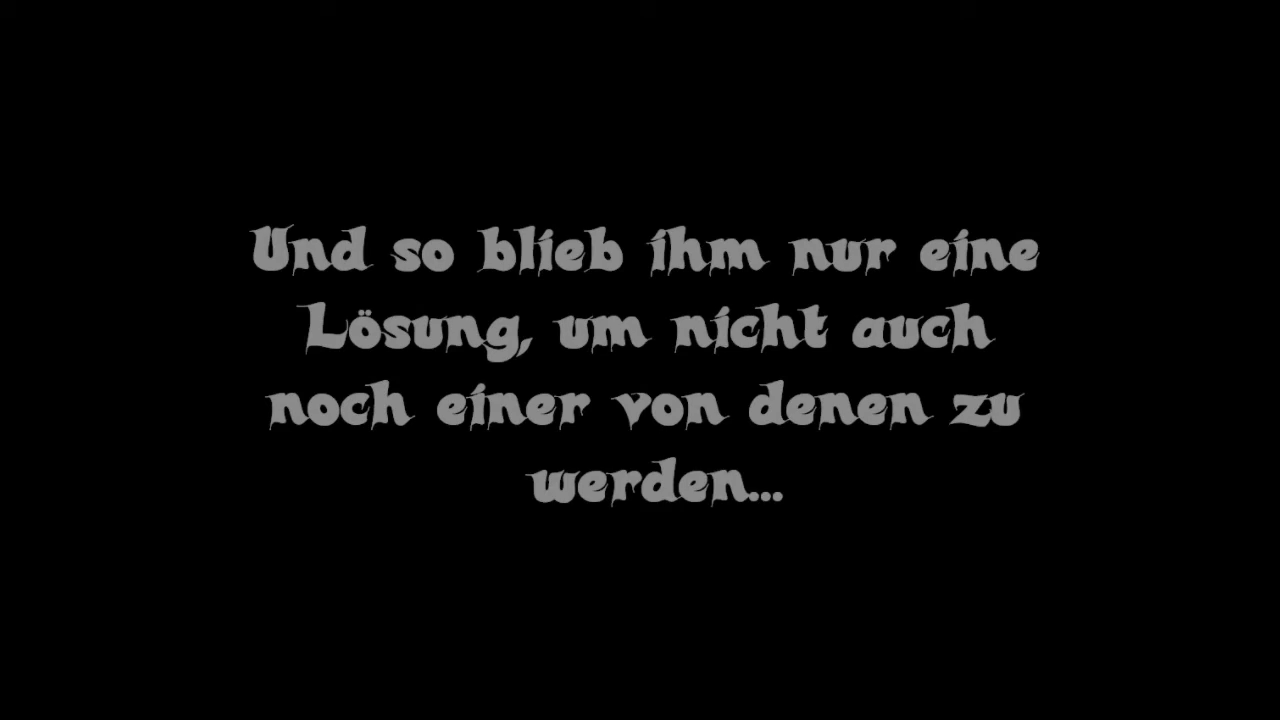 Und so blieb ihm nur eine
Lösung, um nicht auch
noch einer von denen zu
werden...